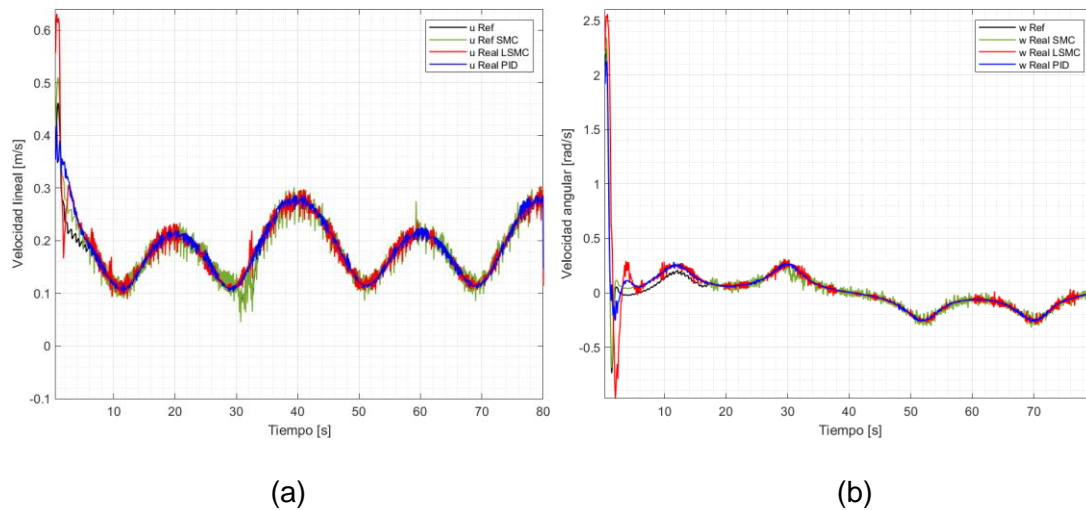 u Ref
u Ref SMC
u Real LSMC
u Real PID
0.6
0.5
0.4
0.3
0.2
0.1
0
-0.1
Velocidad lineal [m/s]
10 20 30 40 50 60 70 80
Tiempo [s]
(a)
w Ref
w Real SMC
w Real LSMC
w Real PID
2.5
2
1.5
1
0.5
0
-0.5
Velocidad angular [rad/s]
10 20 30 40 50 60 70
Tiempo [s]
(b)